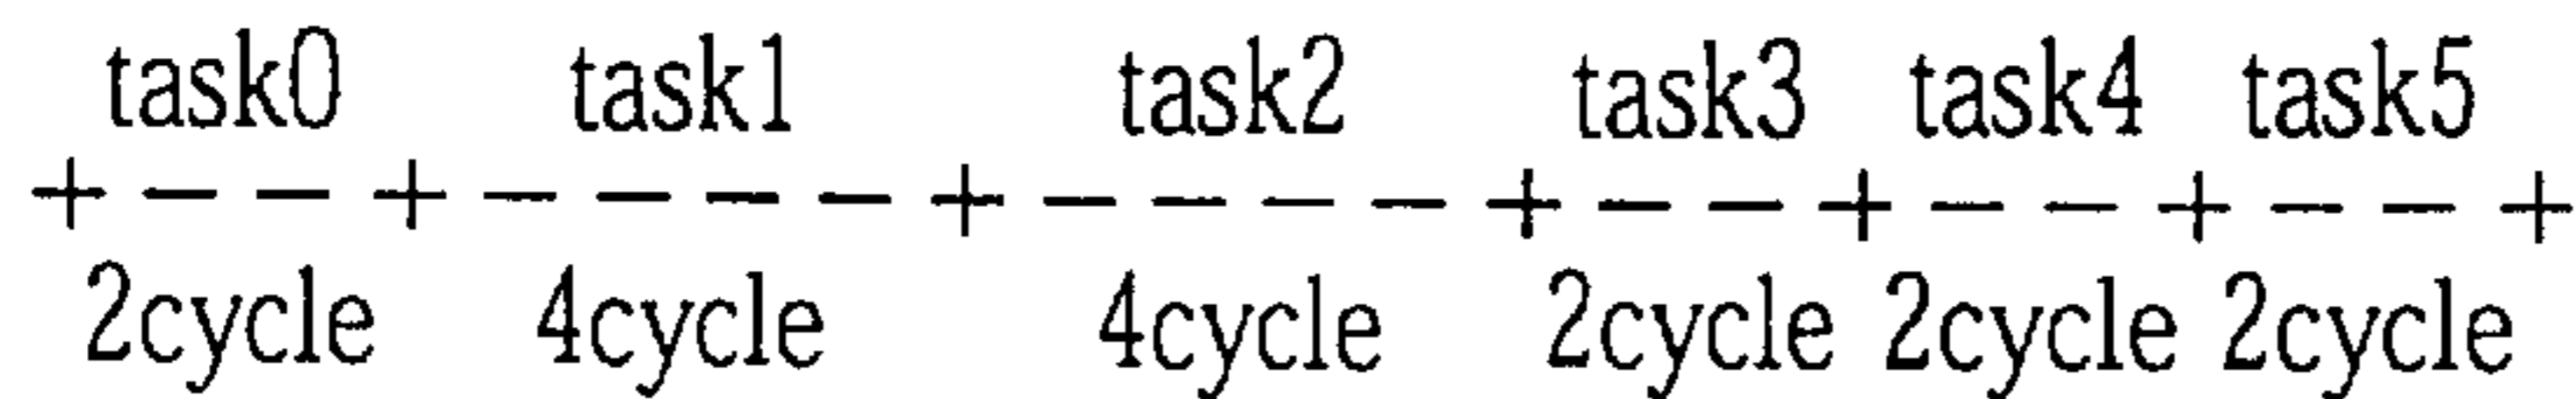 task0 task1 task2 task3 task4 task5
+ - - + - - - - + - - - - + - - + - - + - - +
2cycle 4cycle 4cycle 2cycle 2cycle 2cycle